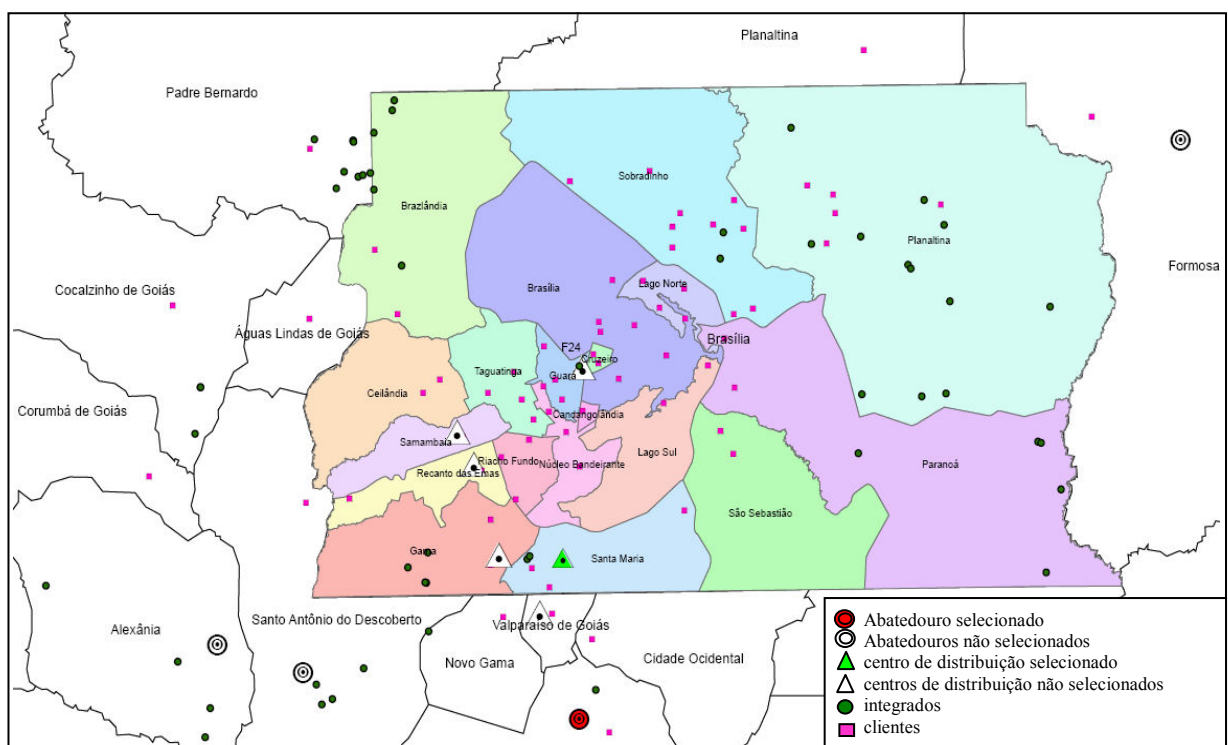 Planaltina
Padre Bernardo
Sobradinho
Brazlândia
Planaltina
Formosa
Cocalzinho de Goiás
Brasília
Lago Norte
Águas Lindas de Goiás
Brasília
F24
Cruzeiro
Taguatinga
Guará
Ceilândia
Corumbá de Goiás
Candangolândia
Samambaia
Lago Sul
Riacho Fundo
Núcleo Bandeirante
Paranoá
Recanto das Emas
São Sebastião
Gama
Santa Maria
Santo Antônio do Descoberto
Valparaíso de Goiás
Alexânia
Novo Gama
Cidade Ocidental
Abatedouro selecionado
Abatedouros não selecionados
centro de distribuição selecionado
centros de distribuição não selecionados
integrados
clientes